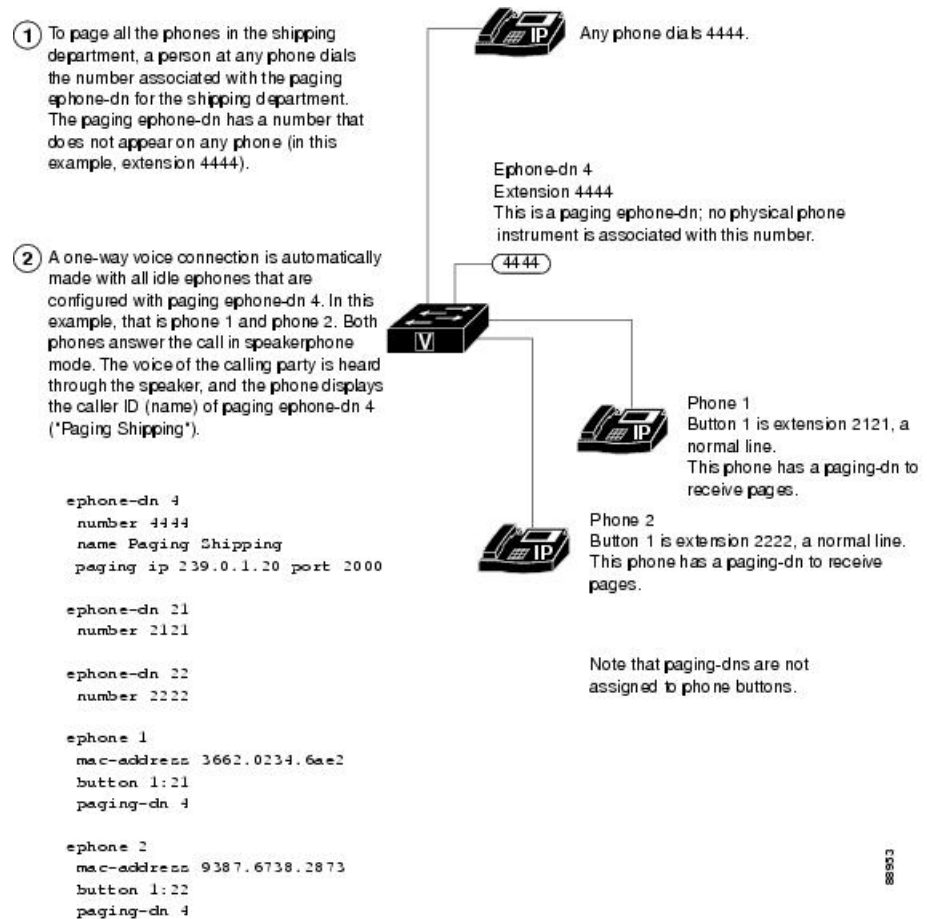 1 To page all the phones in the shipping
department, a person at any phone dials
the number associated with the paging
ephone-dn for the shipping department.
The paging ephone-dn has a number that
does not appear on any phone (in this
example, extension 4444).
IP
Any phone dials 4444.
Ephone-dn 4
Extension 4444
This is a paging ephone-dn; no physical phone
instrument is associated with this number.
4444
2 A one-way voice connection is automatically
made with all idle ephones that are
configured with paging ephone-dn 4. In this
example, that is phone 1 and phone 2. Both
phones answer the call in speakerphone
mode. The voice of the calling party is heard
through the speaker, and the phone displays
the caller ID (name) of paging ephone-dn 4
("Paging Shipping").
V
IP
Phone 1
Button 1 is extension 2121, a
normal line.
This phone has a paging-dn to
receive pages.
IP
Phone 2
Button 1 is extension 2222, a normal line.
This phone has a paging-dn to receive
pages.
Note that paging-dns are not
assigned to phone buttons.
ephone-dn 4
number 4444
name Paging Shipping
paging ip 239.0.1.20 port 2000
ephone-dn 21
number 2121
ephone-dn 22
number 2222
ephone 1
mac-address 3662.0234.6ae2
button 1:21
paging-dn 4
ephone 2
mac-address 9387.6738.2873
button 1:22
paging-dn 4
88953